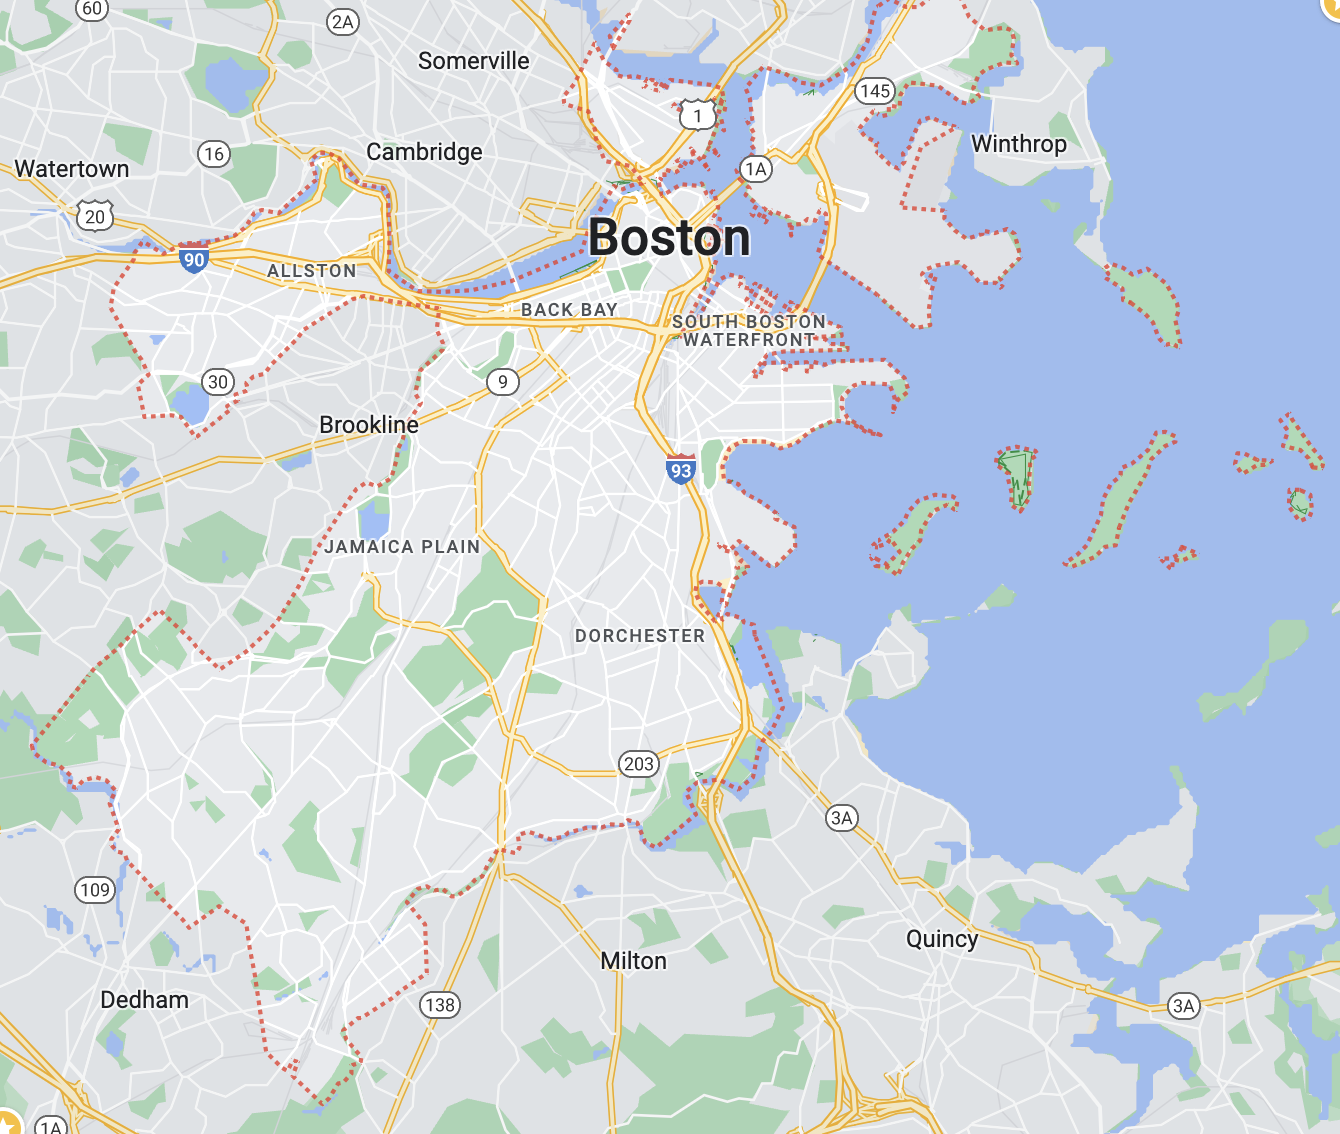 60
2A
Somerville
145
1
Winthrop
Cambridge
16
Watertown
1A
20
Boston
90
ALLSTON
BACK BAY
SOUTH BOSTON
WATERFRONT
30
9
Brookline
93
JAMAICA PLAIN
DORCHESTER
203
3A
109
Quincy
Milton
Dedham
138
3A
1A